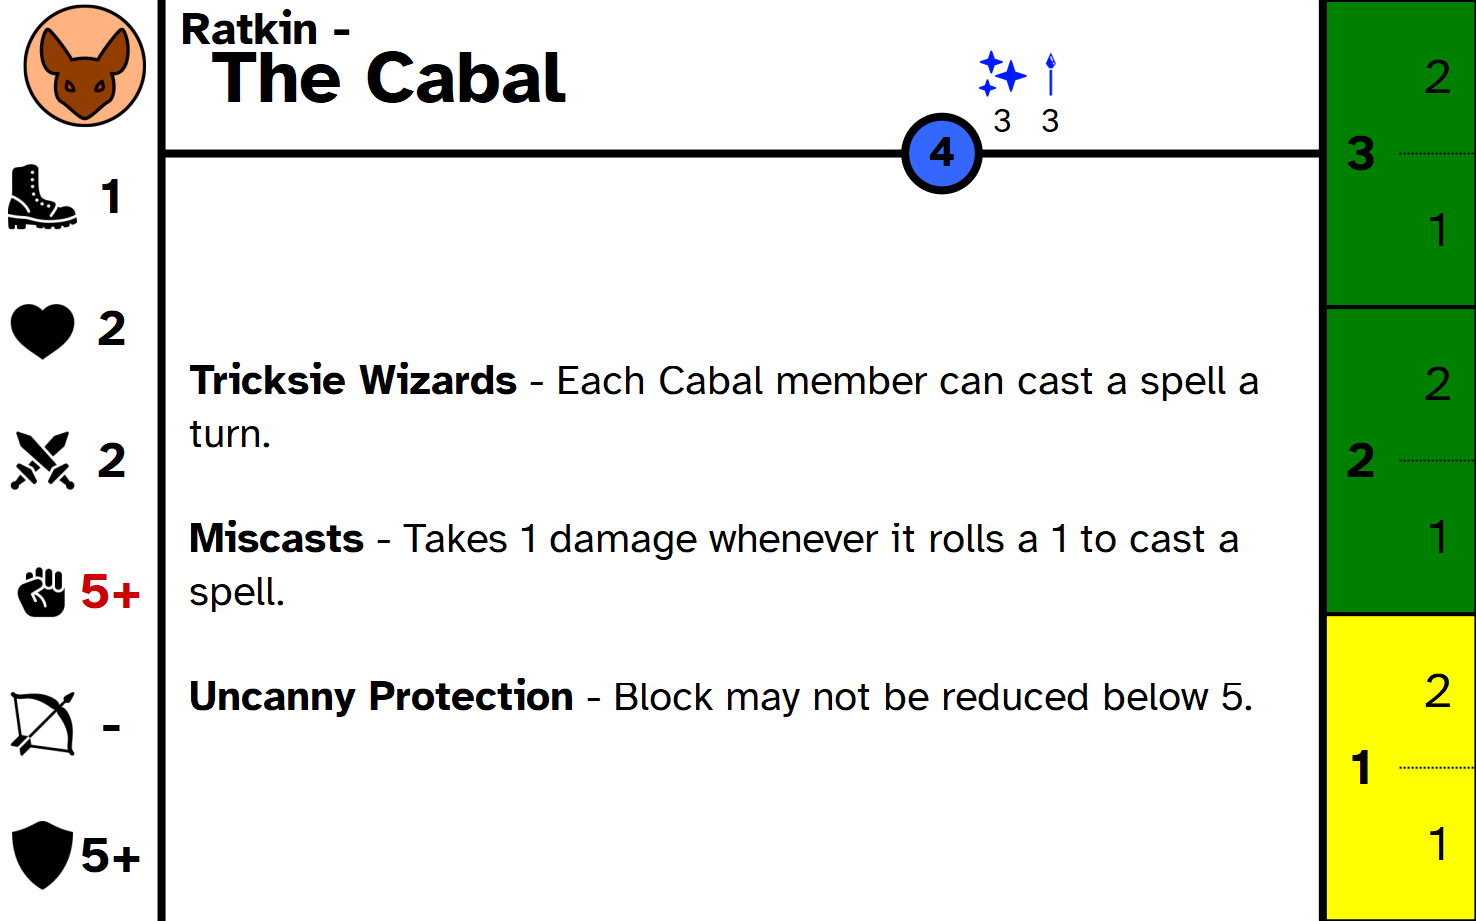 Ratkin -
The Cabal
3 3
4
1
2
2
5+
-
5+
Tricksie Wizards - Each Cabal member can cast a spell a
turn.
Miscasts - Takes 1 damage whenever it rolls a 1 to cast a
spell.
Uncanny Protection - Block may not be reduced below 5.
2
3
1
2
2
1
2
1
1